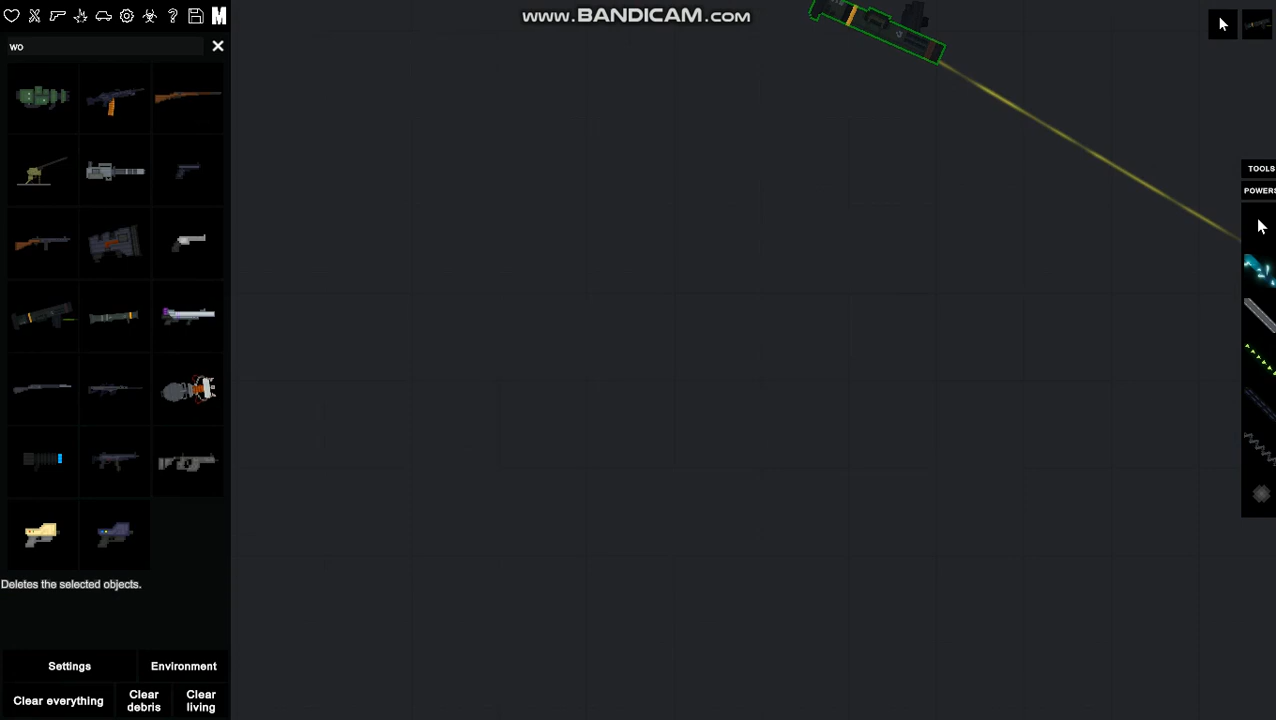 www.BANDICAM.com
M
wo
TOOLS
POWERS
Deletes the selected objects.
Settings
Environment
Clear everything
Clear
debris
Clear
living